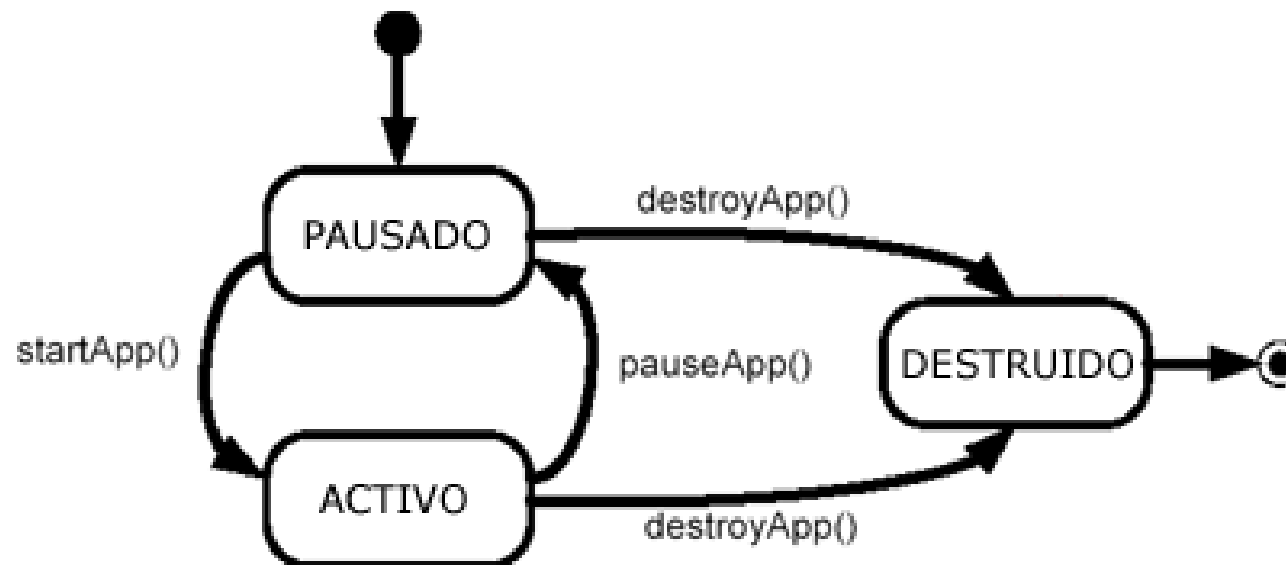 destroyApp()
PAUSADO
startApp()
pauseApp()
DESTRUIDO
ACTIVO
destroyApp()